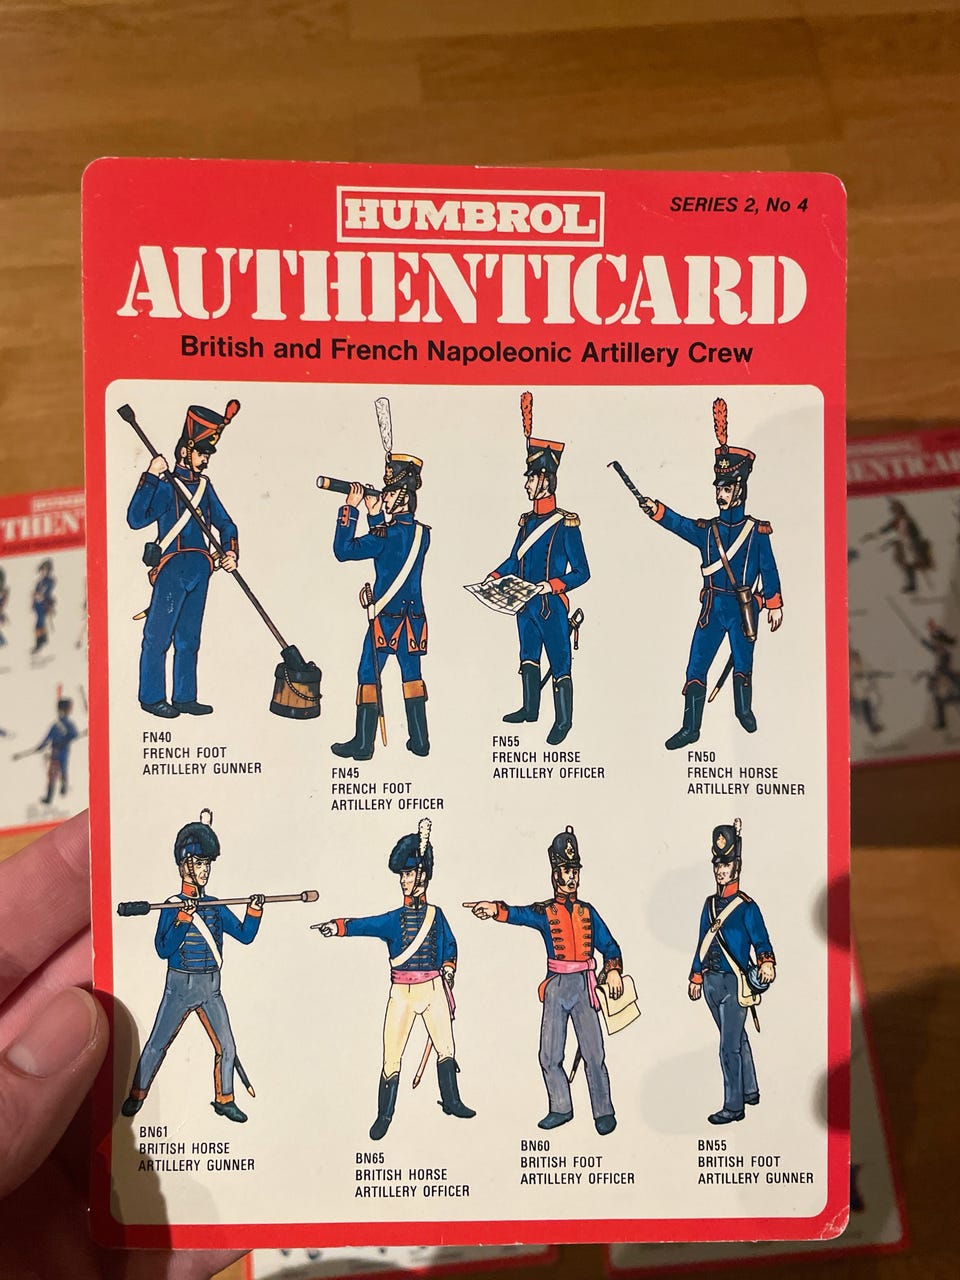 HUMBROL
SERIES 2, No 4
AUTHENTICARD
British and French Napoleonic Artillery Crew
FN40
FRENCH FOOT
ARTILLERY GUNNER
FN45
FRENCH FOOT
ARTILLERY OFFICER
FN55
FRENCH HORSE
ARTILLERY OFFICER
FN50
FRENCH HORSE
ARTILLERY GUNNER
BN61
BRITISH HORSE
ARTILLERY GUNNER
BN65
BRITISH HORSE
ARTILLERY OFFICER
BN60
BRITISH FOOT
ARTILLERY OFFICER
BN55
BRITISH FOOT
ARTILLERY GUNNER